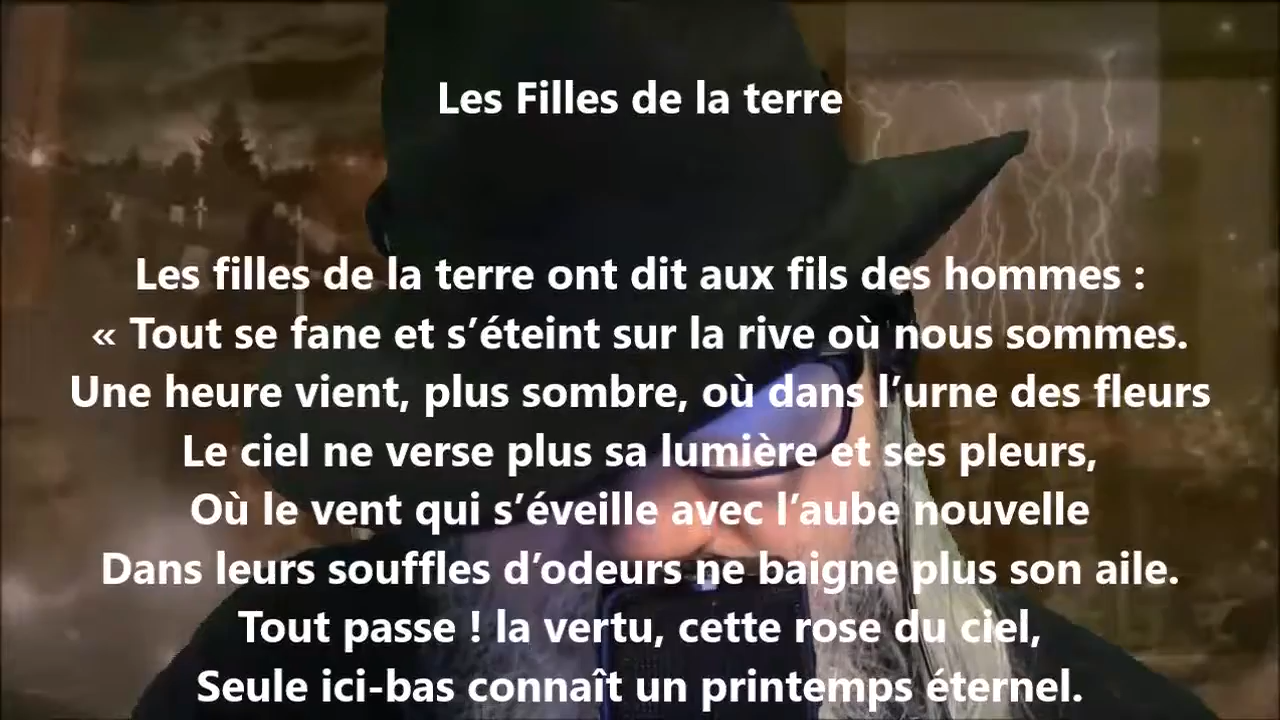 Les Filles de la terre
Les filles de la terre ont dit aux fils des hommes :
« Tout se fane et s’éteint sur la rive où nous sommes.
Une heure vient, plus sombre, où dans l’urne des fleurs
Le ciel ne verse plus sa lumière et ses pleurs,
Où le vent qui s’éveille avec l’aube nouvelle
Dans leurs souffles d’odeurs ne baigne plus son aile.
Tout passe ! la vertu, cette rose du ciel,
Seule ici-bas connaît un printemps éternel.